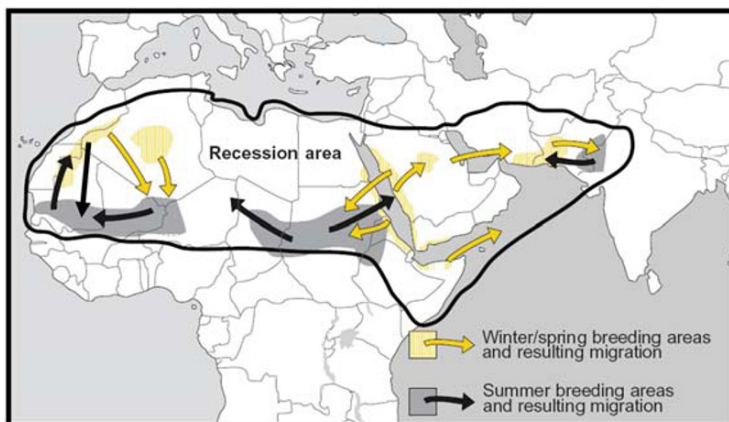 Recession area
Winter/spring breeding areas
and resulting migration
Summer breeding areas
and resulting migration